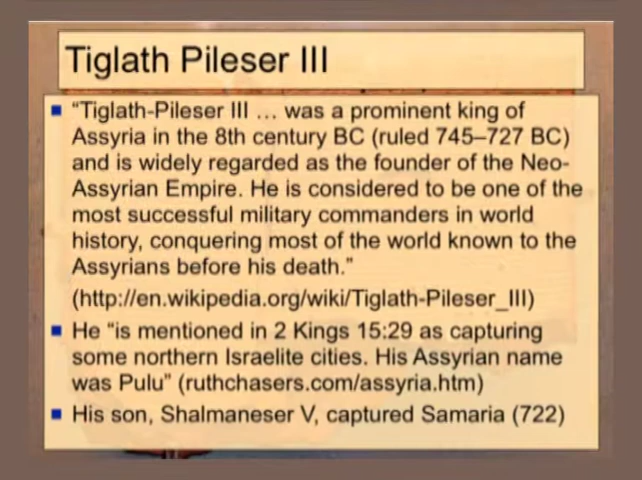 Tiglath Pileser III
"Tiglath-Pileser III … was a prominent king of
Assyria in the 8th century BC (ruled 745–727 BC)
and is widely regarded as the founder of the Neo-
Assyrian Empire. He is considered to be one of the
most successful military commanders in world
history, conquering most of the world known to the
Assyrians before his death."
(http://en.wikipedia.org/wiki/Tiglath-Pileser_III)
He "is mentioned in 2 Kings 15:29 as capturing
some northern Israelite cities. His Assyrian name
was Pulu" (ruthchasers.com/assyria.htm)
His son, Shalmaneser V, captured Samaria (722)